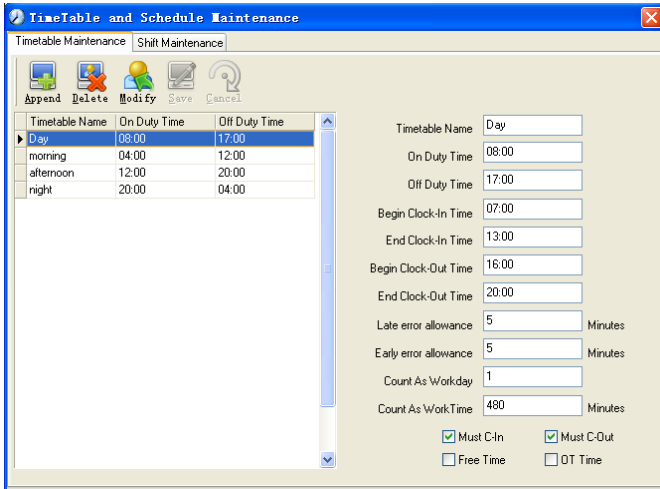 TimeTable and Schedule Maintenance
Timetable Maintenance Shift Maintenance
Append Delete Modify Save Cancel
Timetable Name On Duty Time Off Duty Time
Day 08:00 17:00
morning 04:00 12:00
afternoon 12:00 20:00
night 20:00 04:00
Timetable Name Day
On Duty Time 08:00
Off Duty Time 17:00
Begin Clock-In Time 07:00
End Clock-In Time 13:00
Begin Clock-Out Time 16:00
End Clock-Out Time 20:00
Late error allowance 5 Minutes
Early error allowance 5 Minutes
Count As Workday 1
Count As WorkTime 480 Minutes
Must C-In Must C-Out
Free Time OT Time